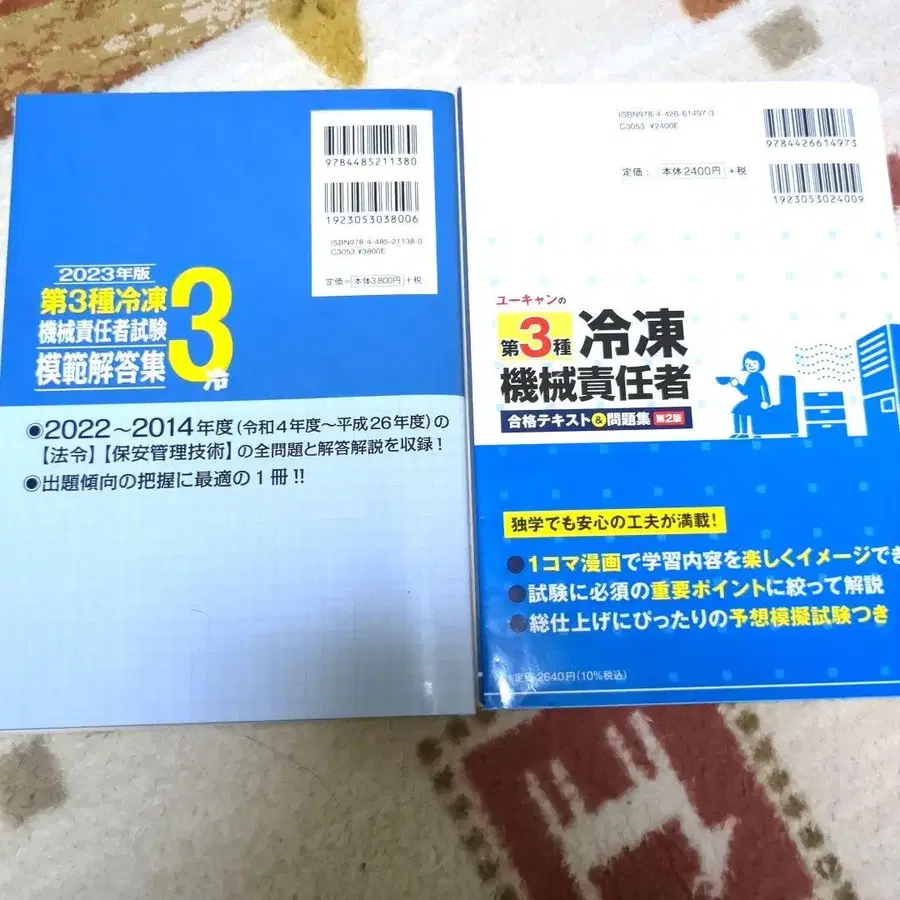 9784485211380
1923053038006
ISBN978-4-485-21138-0
C3053 ¥3800E
定価=本体3,800円+税
2023年版
第3種冷凍
機械責任者試験
模範解答集
3
冷
●2022～2014年度(令和4年度～平成26年度)の
【法令】【保安管理技術】の全問題と解答解説を収録！
●出題傾向の把握に最適の1冊!!
ISBN978-4-426-61497-3
C3053 ¥2400E
9784426614973
定価：本体2400円+税
1923053024009
ユーキャンの
第3種 冷凍
機械責任者
合格テキスト&問題集 第2版
独学でも安心の工夫が満載！
●1コマ漫画で学習内容を楽しくイメージでき
●試験に必須の重要ポイントに絞って解説
●総仕上げにぴったりの予想模擬試験つき
定価 2640円(10%税込)